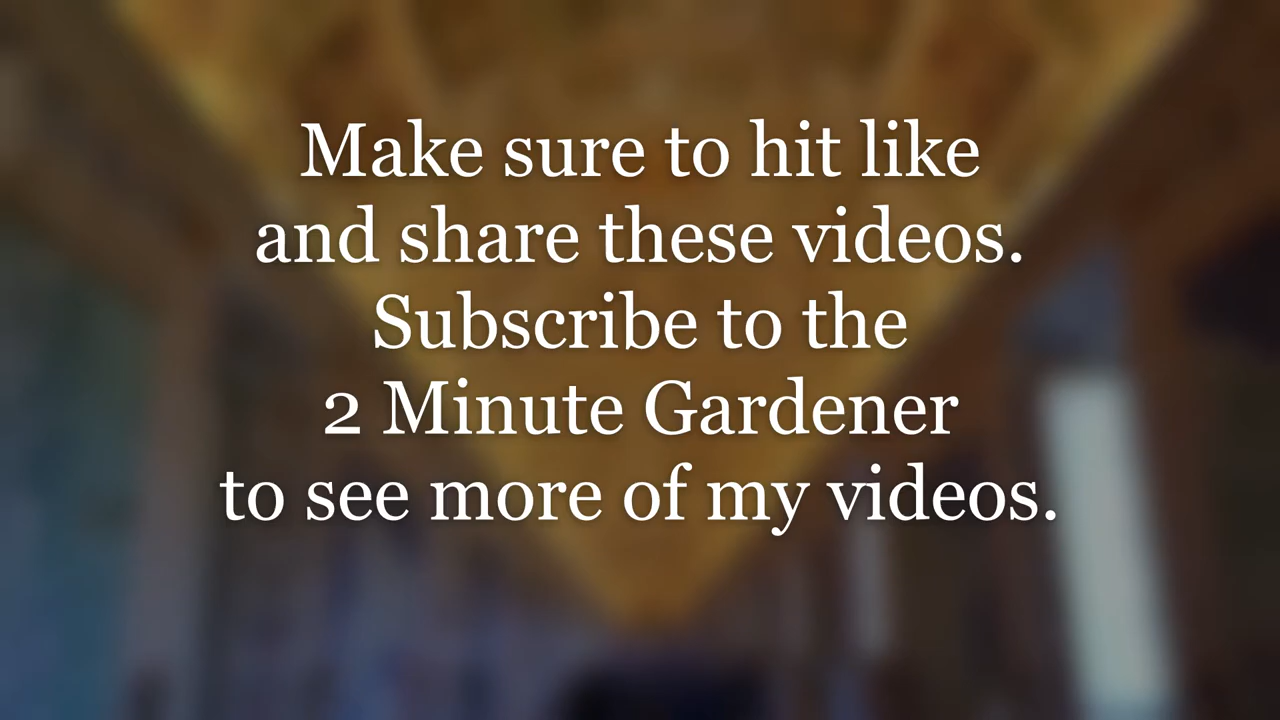 Make sure to hit like
and share these videos.
Subscribe to the
2 Minute Gardener
to see more of my videos.